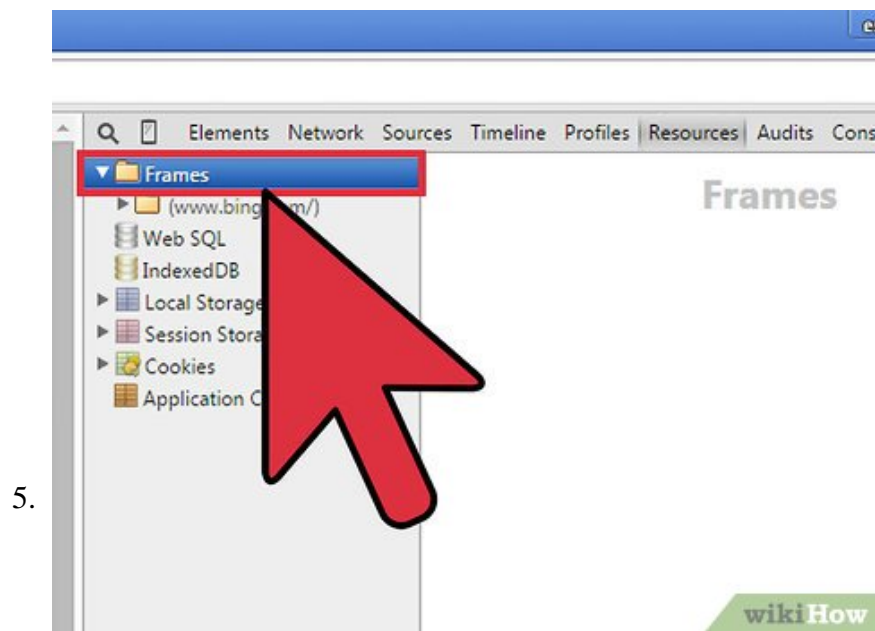 Elements Network Sources Timeline Profiles Resources Audits Cons
Frames
Frames
(www.bing m/)
Web SQL
IndexedDB
Local Storage
Session Stora
Cookies
Application C
5.
wikiHow